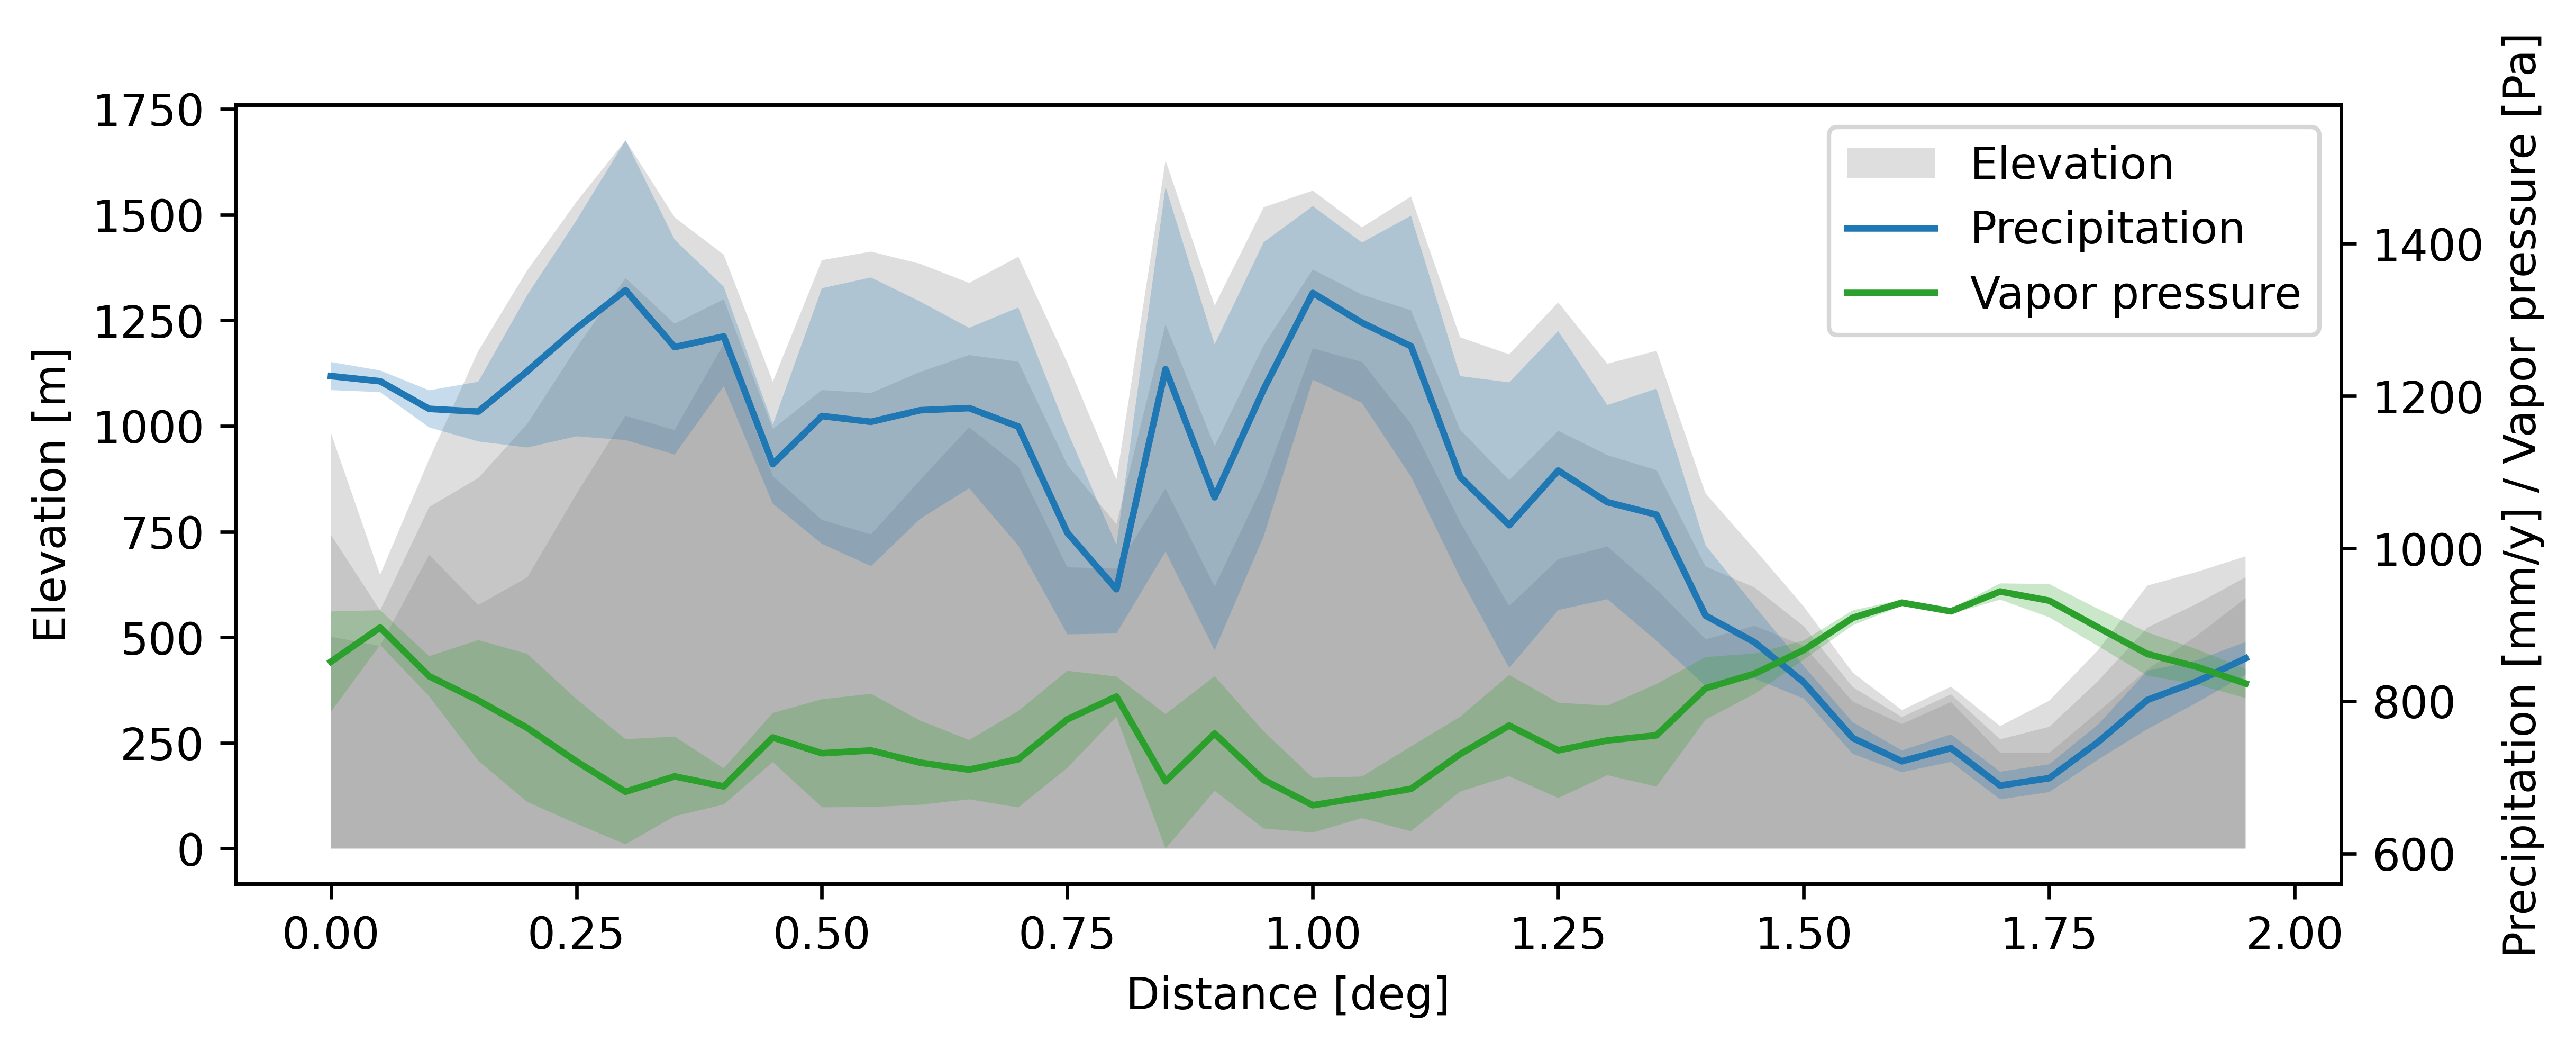 1750
1500
1250
1000
750
500
250
0
Elevation [m]
Elevation
Precipitation
Vapor pressure
1400
1200
1000
800
600
Precipitation [mm/y] / Vapor pressure [Pa]
0.00 0.25 0.50 0.75 1.00 1.25 1.50 1.75 2.00
Distance [deg]